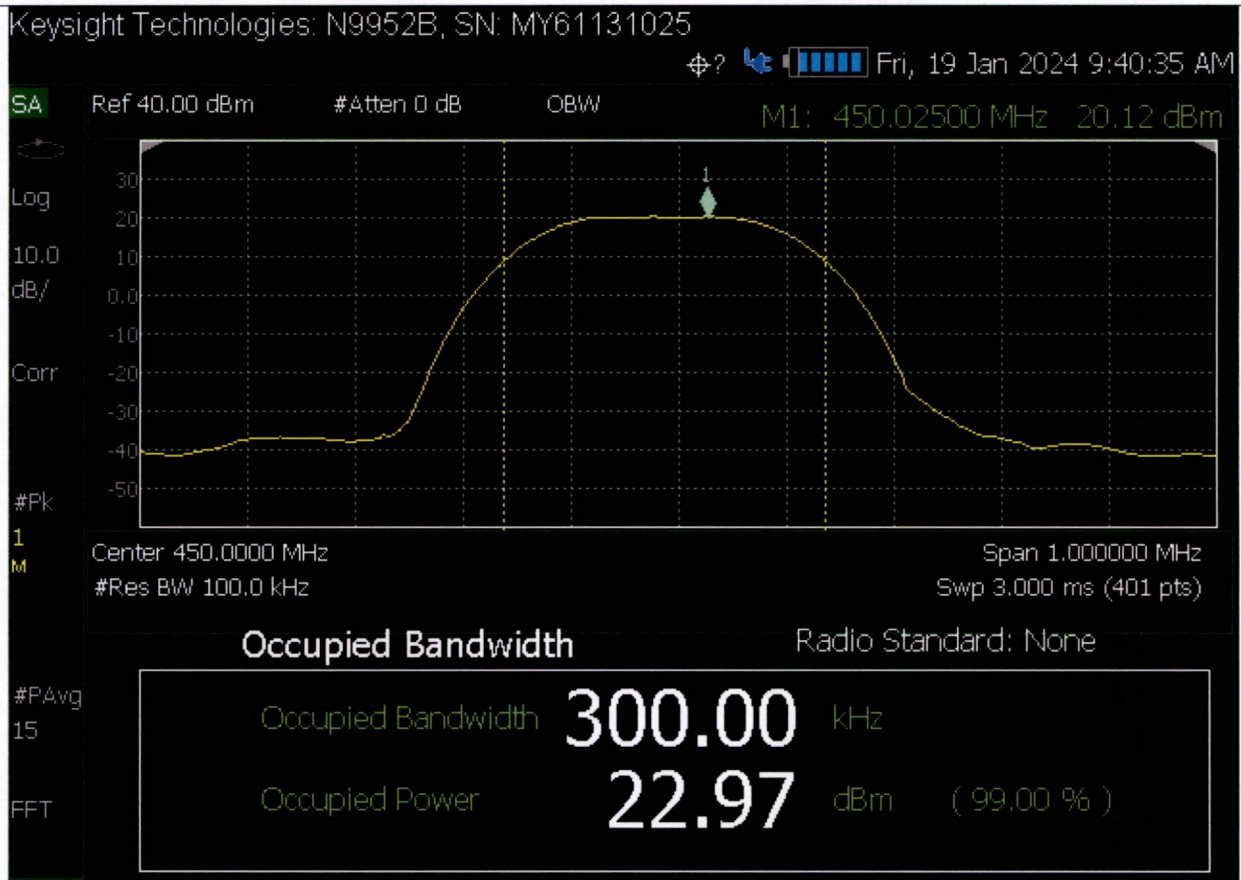 Keysight Technologies: N9952B, SN: MY61131025
? Fri, 19 Jan 2024 9:40:35 AM
SA Ref 40.00 dBm #Atten 0 dB OBW M1: 450.02500 MHz 20.12 dBm
1
30
Log
20
10.0
10
dB/
0.0
-10
Corr
-20
-30
-40
-50
#Pk
1
M
Center 450.0000 MHz Span 1.000000 MHz
#Res BW 100.0 kHz Swp 3.000 ms (401 pts)
Occupied Bandwidth Radio Standard: None
#PAvg
15
Occupied Bandwidth 300.00 kHz
FFT
Occupied Power 22.97 dBm ( 99.00 % )